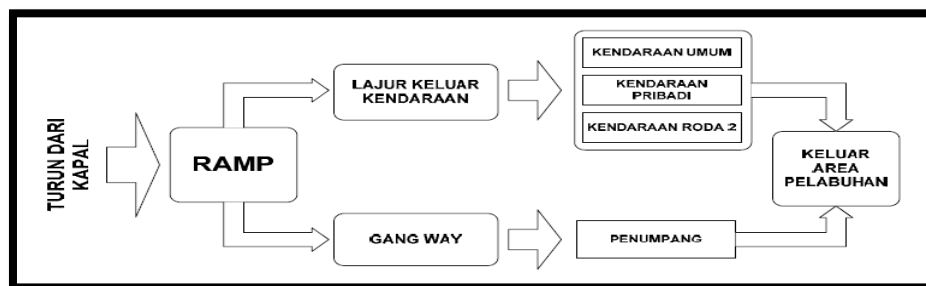 TURUN DARI
KAPAL
RAMP
LAJUR KELUAR
KENDARAAN
KENDARAAN UMUM
KENDARAAN
PRIBADI
KENDARAAN RODA 2
GANG WAY
PENUMPANG
KELUAR
AREA
PELABUHAN